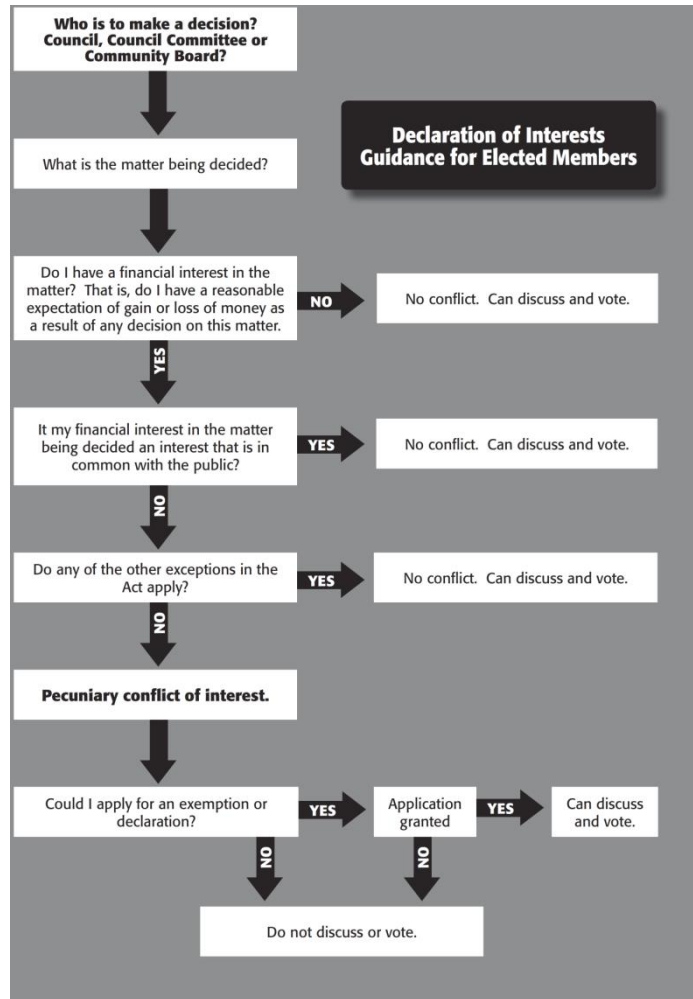 Who is to make a decision?
Council, Council Committee or
Community Board?
Declaration of Interests
Guidance for Elected Members
What is the matter being decided?
Do I have a financial interest in the
matter? That is, do I have a reasonable
expectation of gain or loss of money as
a result of any decision on this matter.
NO
No conflict. Can discuss and vote.
YES
It my financial interest in the matter
being decided an interest that is in
common with the public?
YES
No conflict. Can discuss and vote.
NO
Do any of the other exceptions in the
Act apply?
YES
No conflict. Can discuss and vote.
NO
Pecuniary conflict of interest.
Could I apply for an exemption or
declaration?
YES
Application
granted
YES
Can discuss
and vote.
NO
NO
Do not discuss or vote.